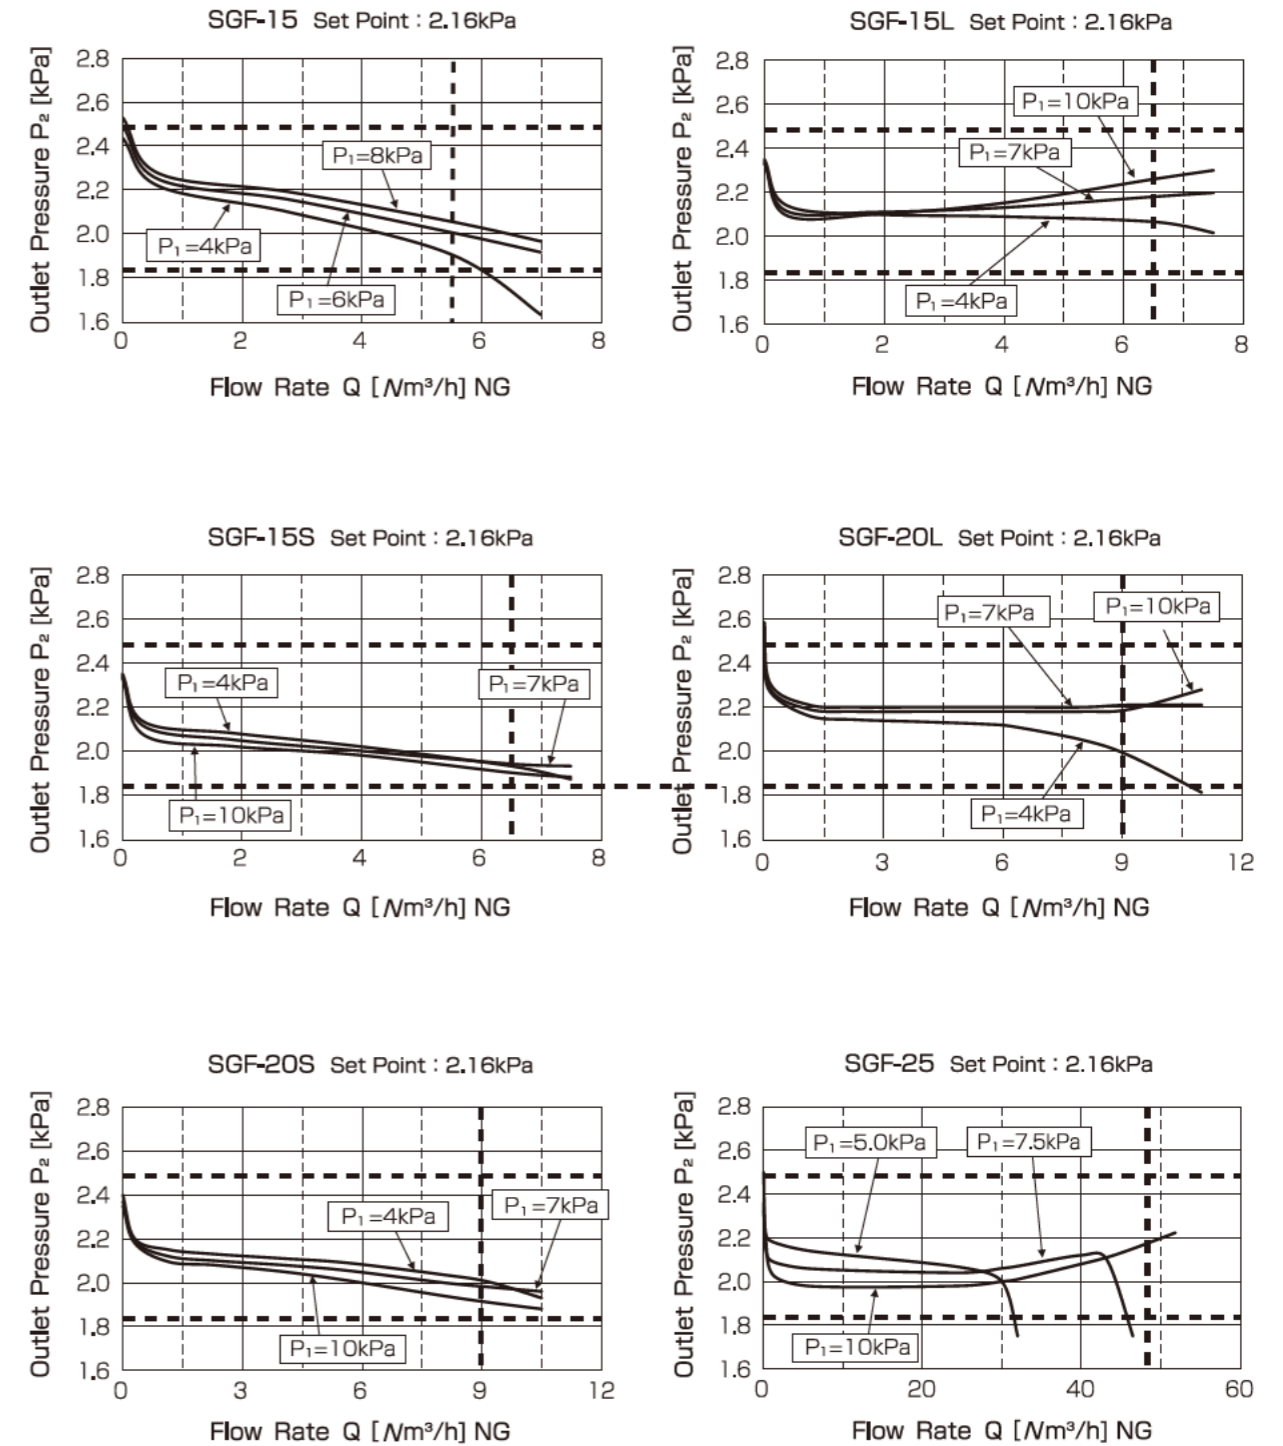 SGF-15 Set Point : 2.16kPa
Outlet Pressure P₂ [kPa]
2.8
2.6
2.4
2.2
2.0
1.8
1.6
P₁=8kPa
P₁=4kPa
P₁=6kPa
0 2 4 6 8
Flow Rate Q [Nm³/h] NG
SGF-15L Set Point : 2.16kPa
Outlet Pressure P₂ [kPa]
2.8
2.6
2.4
2.2
2.0
1.8
1.6
P₁=10kPa
P₁=7kPa
P₁=4kPa
0 2 4 6 8
Flow Rate Q [Nm³/h] NG
SGF-15S Set Point : 2.16kPa
Outlet Pressure P₂ [kPa]
2.8
2.6
2.4
2.2
2.0
1.8
1.6
P₁=4kPa
P₁=7kPa
P₁=10kPa
0 2 4 6 8
Flow Rate Q [Nm³/h] NG
SGF-20L Set Point : 2.16kPa
Outlet Pressure P₂ [kPa]
2.8
2.6
2.4
2.2
2.0
1.8
1.6
P₁=7kPa
P₁=10kPa
P₁=4kPa
0 3 6 9 12
Flow Rate Q [Nm³/h] NG
SGF-20S Set Point : 2.16kPa
Outlet Pressure P₂ [kPa]
2.8
2.6
2.4
2.2
2.0
1.8
1.6
P₁=7kPa
P₁=4kPa
P₁=10kPa
0 3 6 9 12
Flow Rate Q [Nm³/h] NG
SGF-25 Set Point : 2.16kPa
Outlet Pressure P₂ [kPa]
2.8
2.6
2.4
2.2
2.0
1.8
1.6
P₁=5.0kPa
P₁=7.5kPa
P₁=10kPa
0 20 40 60
Flow Rate Q [Nm³/h] NG